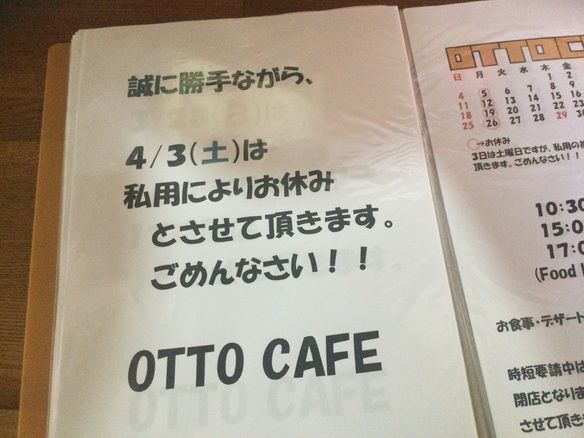 誠に勝手ながら、
4/3(土)は
私用によりお休み
とさせて頂きます。
ごめんなさい！！
OTTO CAFE
OTTOC
日 月 火 水 木 金
1 2
4 5 6 7 8 9
11 12 13 14 15 16
18 19 20 21 22 23
25 26 27 28 29 30
○→お休み
3日は土曜日ですが、私用の
頂きます。ごめんなさい！！
10:30
15:0
17:0
(Food
お食事・デザート
時短要請中は
閉店となりま
させて頂きま